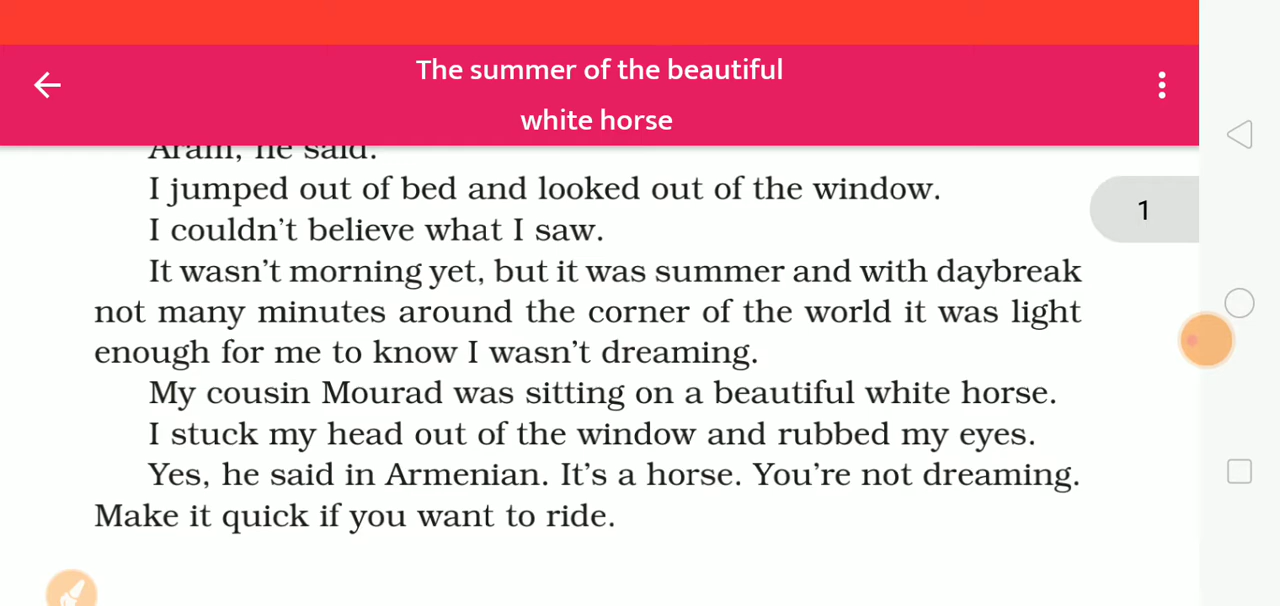 The summer of the beautiful
white horse
Aram, he said.
I jumped out of bed and looked out of the window.
1
I couldn't believe what I saw.
It wasn't morning yet, but it was summer and with daybreak
not many minutes around the corner of the world it was light
enough for me to know I wasn't dreaming.
My cousin Mourad was sitting on a beautiful white horse.
I stuck my head out of the window and rubbed my eyes.
Yes, he said in Armenian. It's a horse. You're not dreaming.
Make it quick if you want to ride.